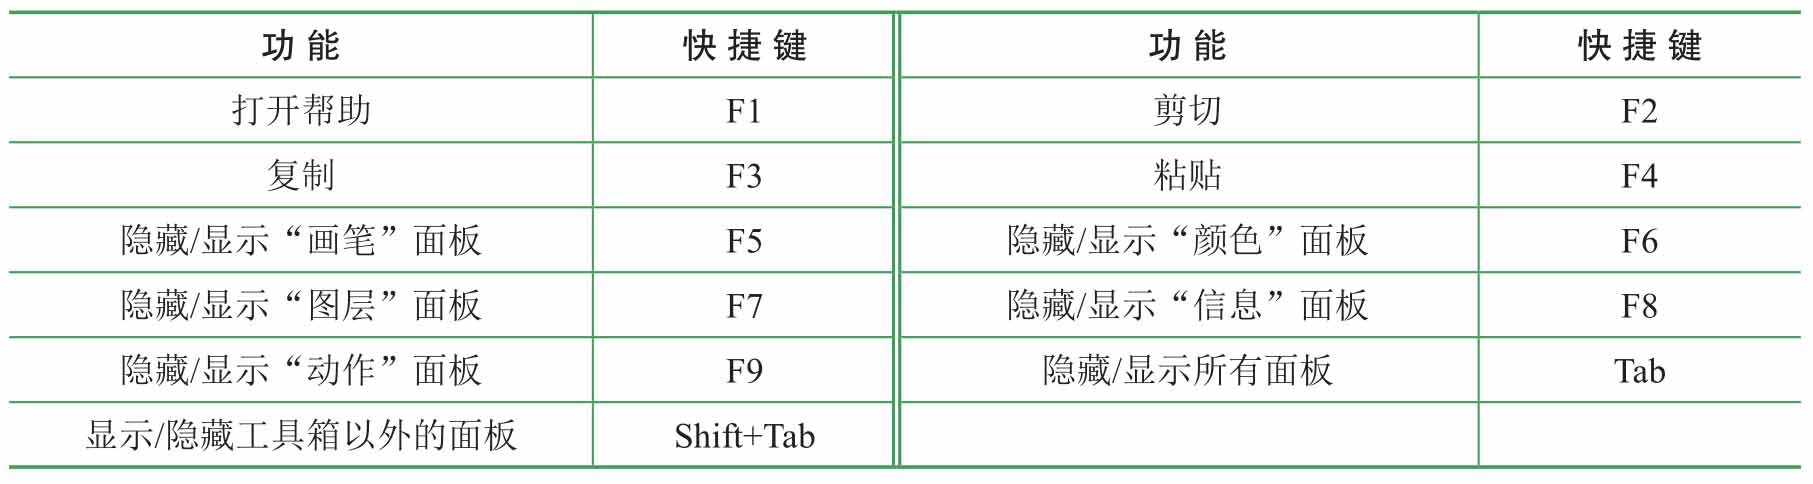 功能 快捷键 功能 快捷键
打开帮助 F1 剪切 F2
复制 F3 粘贴 F4
隐藏/显示“画笔”面板 F5 隐藏/显示“颜色”面板 F6
隐藏/显示“图层”面板 F7 隐藏/显示“信息”面板 F8
隐藏/显示“动作”面板 F9 隐藏/显示所有面板 Tab
显示/隐藏工具箱以外的面板 Shift+Tab